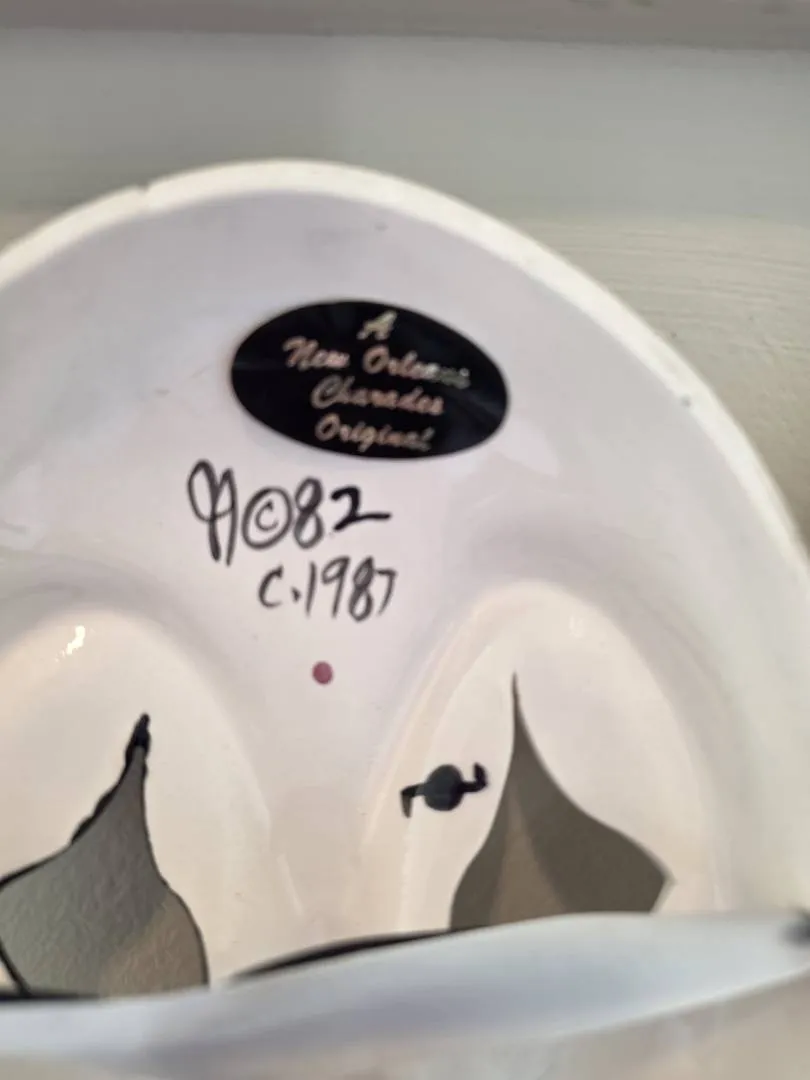 A
New Orleans
Charades
Original
©82
c.1987